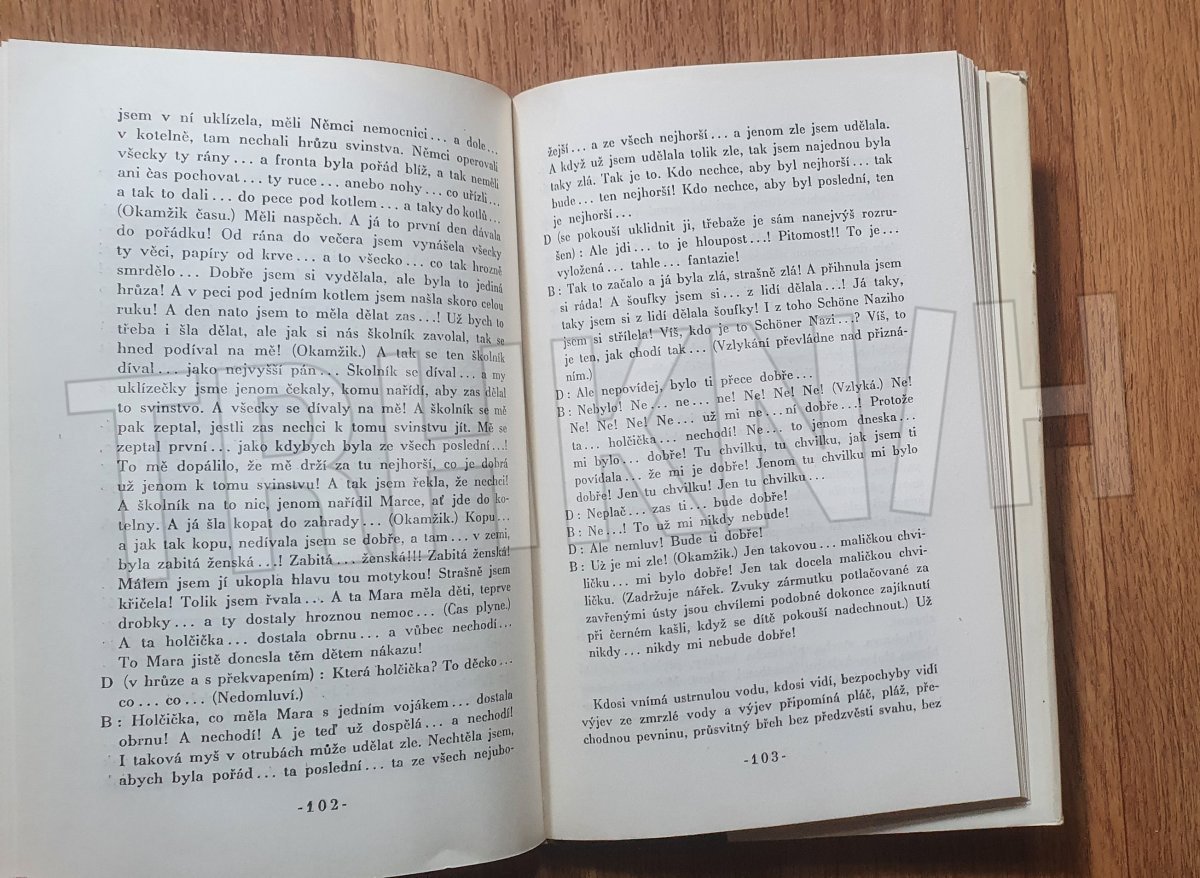 jsem v ní uklízela, měli Němci nemocnici... a dole...
v kotelně, tam nechali hrůzu svinstva. Němci operovali
všecky ty rány... a fronta byla pořád blíž, a tak neměli
ani čas pochovat... ty ruce... anebo nohy... co uřízli...
a tak to dali... do pece pod kotlem... a taky do kotlů...
(Okamžik času.) Měli naspěch. A já to první den dávala
do pořádku! Od rána do večera jsem vynášela všecky
ty věci, papíry od krve... a to všecko... co tak hrozně
smrdělo... Dobře jsem si vydělala, ale byla to jediná
hrůza! A v peci pod jedním kotlem jsem našla skoro celou
ruku! A den nato jsem to měla dělat zas...! Už bych to
třeba i šla dělat, ale jak si nás školník zavolal, tak se
hned podíval na mě! (Okamžik.) A tak se ten školník
díval... jako nejvyšší pán... Školník se díval... a my
uklízečky jsme jenom čekaly, komu nařídí, aby zas dělal
to svinstvo. A všecky se dívaly na mě! A školník se mě
pak zeptal, jestli zas nechci k tomu svinstvu jít. Mě se
zeptal první... jako kdybych byla ze všech poslední...!
To mě dopálilo, že mě drží za tu nejhorší, co je dobrá
už jenom k tomu svinstvu! A tak jsem řekla, že nechci!
A školník na to nic, jenom nařídil Marce, ať jde do ko-
telny. A já šla kopat do zahrady... (Okamžik.) Kopu...
a jak tak kopu, nedívala jsem se dobře, a tam... v zemi,
byla zabitá ženská...! Zabitá... ženská!!! Zabitá ženská!
Málem jsem jí ukopla hlavu tou motykou! Strašně jsem
křičela! Tolik jsem řvala... A ta Mara měla děti, teprve
drobky... a ty dostaly hroznou nemoc... (Čas plyne.)
A ta holčička... dostala obrnu... a vůbec nechodí...
To Mara jistě donesla těm dětem nákazu!
D (v hrůze a s překvapením) : Která holčička? To děcko...
co... co... (Nedomluví.)
B : Holčička, co měla Mara s jedním vojákem... dostala
obrnu! A nechodí! A je teď už dospělá... a nechodí!
I taková myš v otrubách může udělat zle. Nechtěla jsem,
abych byla pořád... ta poslední... ta ze všech nejubo-
-102-
žejší... a ze všech nejhorší... a jenom zle jsem udělala.
A když už jsem udělala tolik zle, tak jsem najednou byla
taky zlá. Tak je to. Kdo nechce, aby byl nejhorší... tak
bude... ten nejhorší! Kdo nechce, aby byl poslední, ten
je nejhorší...
D (se pokouší uklidnit ji, třebaže je sám nanejvýš rozru-
šen) : Ale jdi... to je hloupost...! Pitomost!! To je...
vyložená... tahle... fantazie!
B : Tak to začalo a já byla zlá, strašně zlá! A přihnula jsem
si ráda! A šoufky jsem si... z lidí dělala...! Já taky,
taky jsem si z lidí dělala šoufky! I z toho Schöne Naziho
jsem si střílela! Víš, kdo je to Schöner Nazi...? Víš, to
je ten, jak chodí tak... (Vzlykání převládne nad přizná-
ním.)
D : Ale nepovídej, bylo ti přece dobře...
B : Nebylo! Ne... ne... ne! Ne! Ne! Ne! (Vzlyká.) Ne!
Ne! Ne! Ne! Ne... už mi ne...ní dobře...! Protože
ta... holčička... nechodí! Ne... to jenom dneska...
mi bylo... dobře! Tu chvilku, tu chvilku, jak jsem ti
povídala... že mi je dobře! Jenom tu chvilku mi bylo
dobře! Jen tu chvilku! Jen tu chvilku...
D : Neplač... zas ti... bude dobře!
B : Ne...! To už mi nikdy nebude!
D : Ale nemluv! Bude ti dobře!
B : Už je mi zle! (Okamžik.) Jen takovou... maličkou chvi-
ličku... mi bylo dobře! Jen tak docela maličkou chvi-
ličku. (Zadržuje nářek. Zvuky zármutku potlačované za
zavřenými ústy jsou chvílemi podobné dokonce zajíknutí
při černém kašli, když se dítě pokouší nadechnout.) Už
nikdy... nikdy mi nebude dobře!
Kdosi vnímá ustrnulou vodu, kdosi vidí, bezpochyby vidí
výjev ze zmrzlé vody a výjev připomíná pláč, pláž, pře-
chodnou pevninu, průsvitný břeh bez předzvěsti svahu, bez
-103-
TRHKNIH